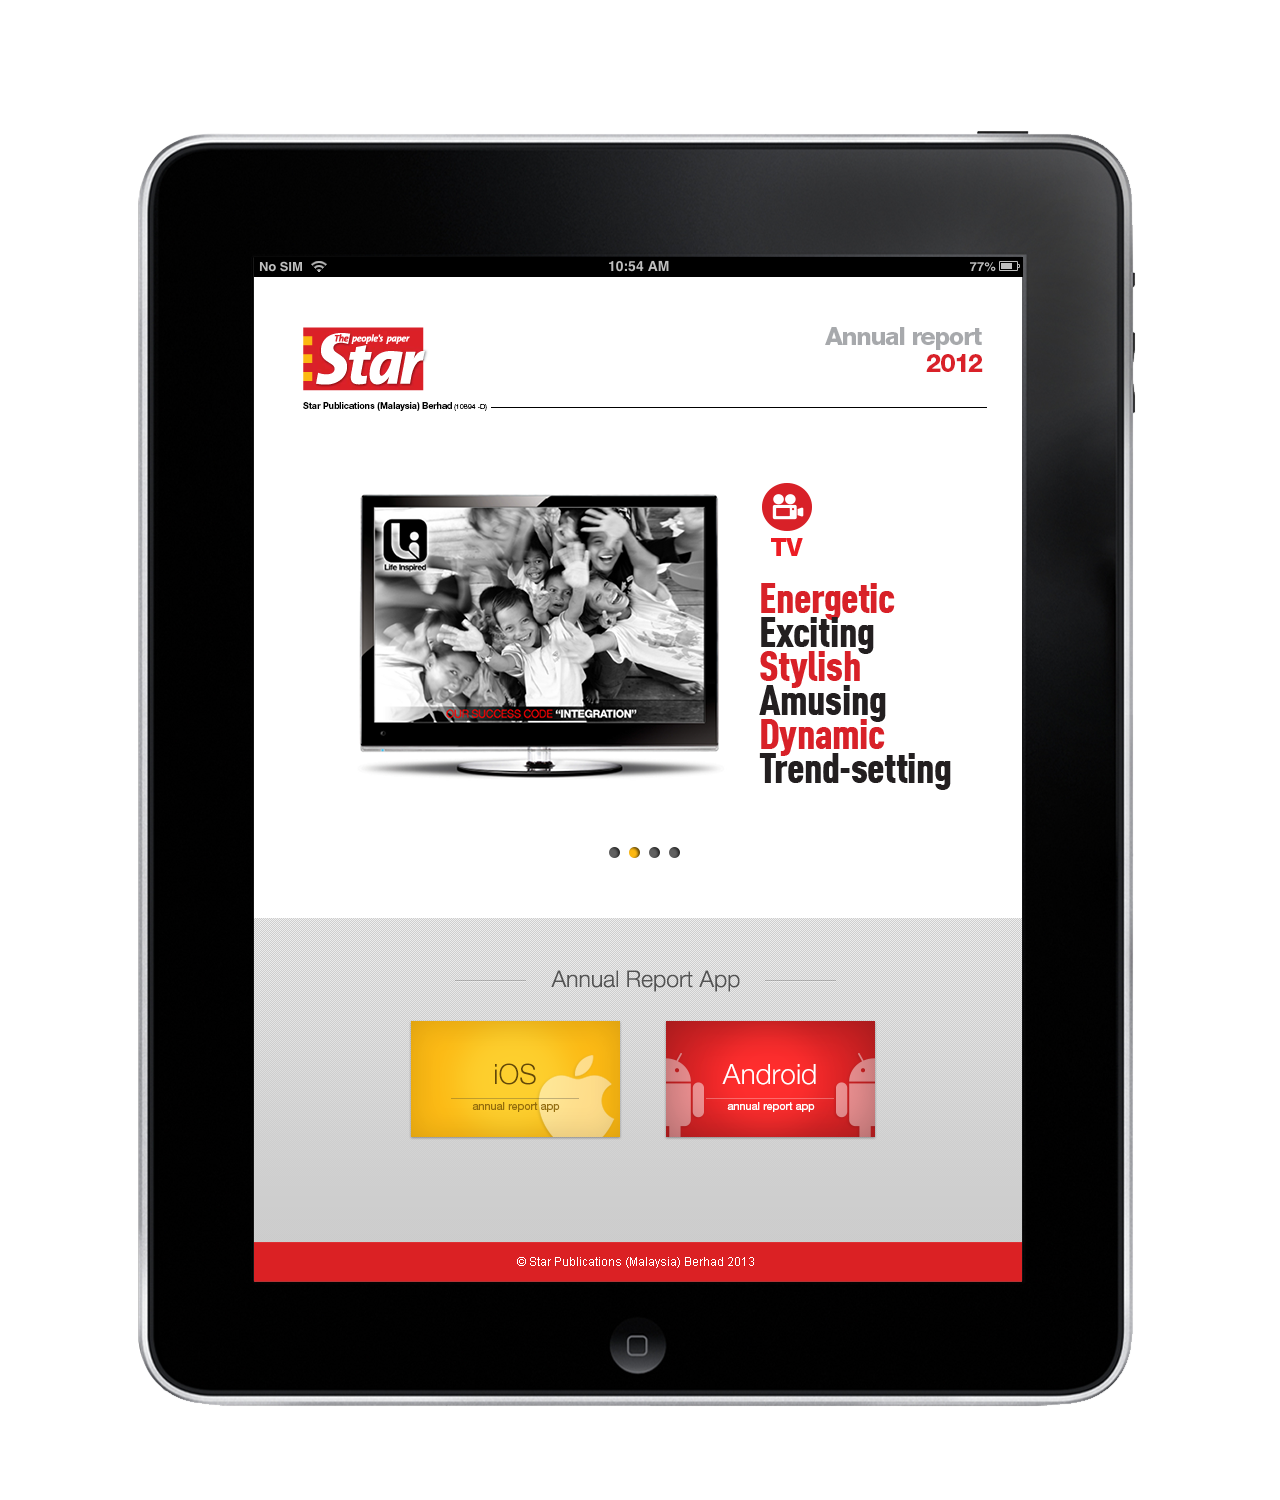 No SIM 10:54 AM 77%
The people's paper
Star
Annual report
2012
Star Publications (Malaysia) Berhad (10894 -D)
Life Inspired
OUR SUCCESS CODE “INTEGRATION”
TV
Energetic
Exciting
Stylish
Amusing
Dynamic
Trend-setting
Annual Report App
iOS
annual report app
Android
annual report app
© Star Publications (Malaysia) Berhad 2013